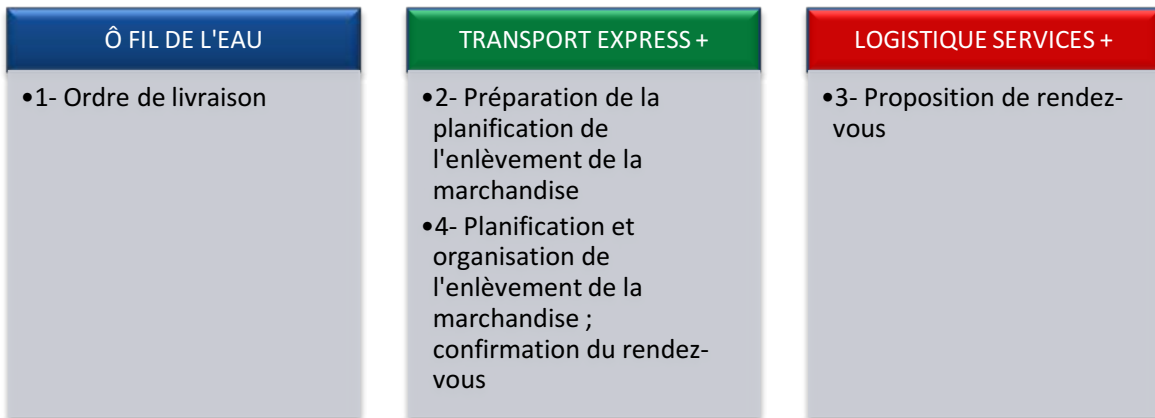 Ô FIL DE L'EAU
•1- Ordre de livraison
TRANSPORT EXPRESS +
•2- Préparation de la
planification de
l'enlèvement de la
marchandise
•4- Planification et
organisation de
l'enlèvement de la
marchandise ;
confirmation du rendez-
vous
LOGISTIQUE SERVICES +
•3- Proposition de rendez-
vous